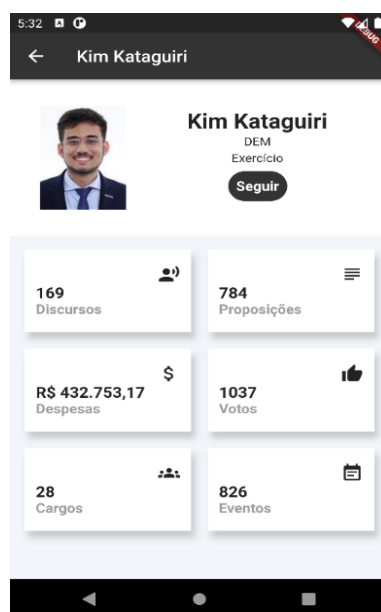 5:32
DEBUG
Kim Kataguiri
Kim Kataguiri
DEM
Exercício
Seguir
169
Discursos
784
Proposições
R$ 432.753,17
Despesas
1037
Votos
28
Cargos
826
Eventos